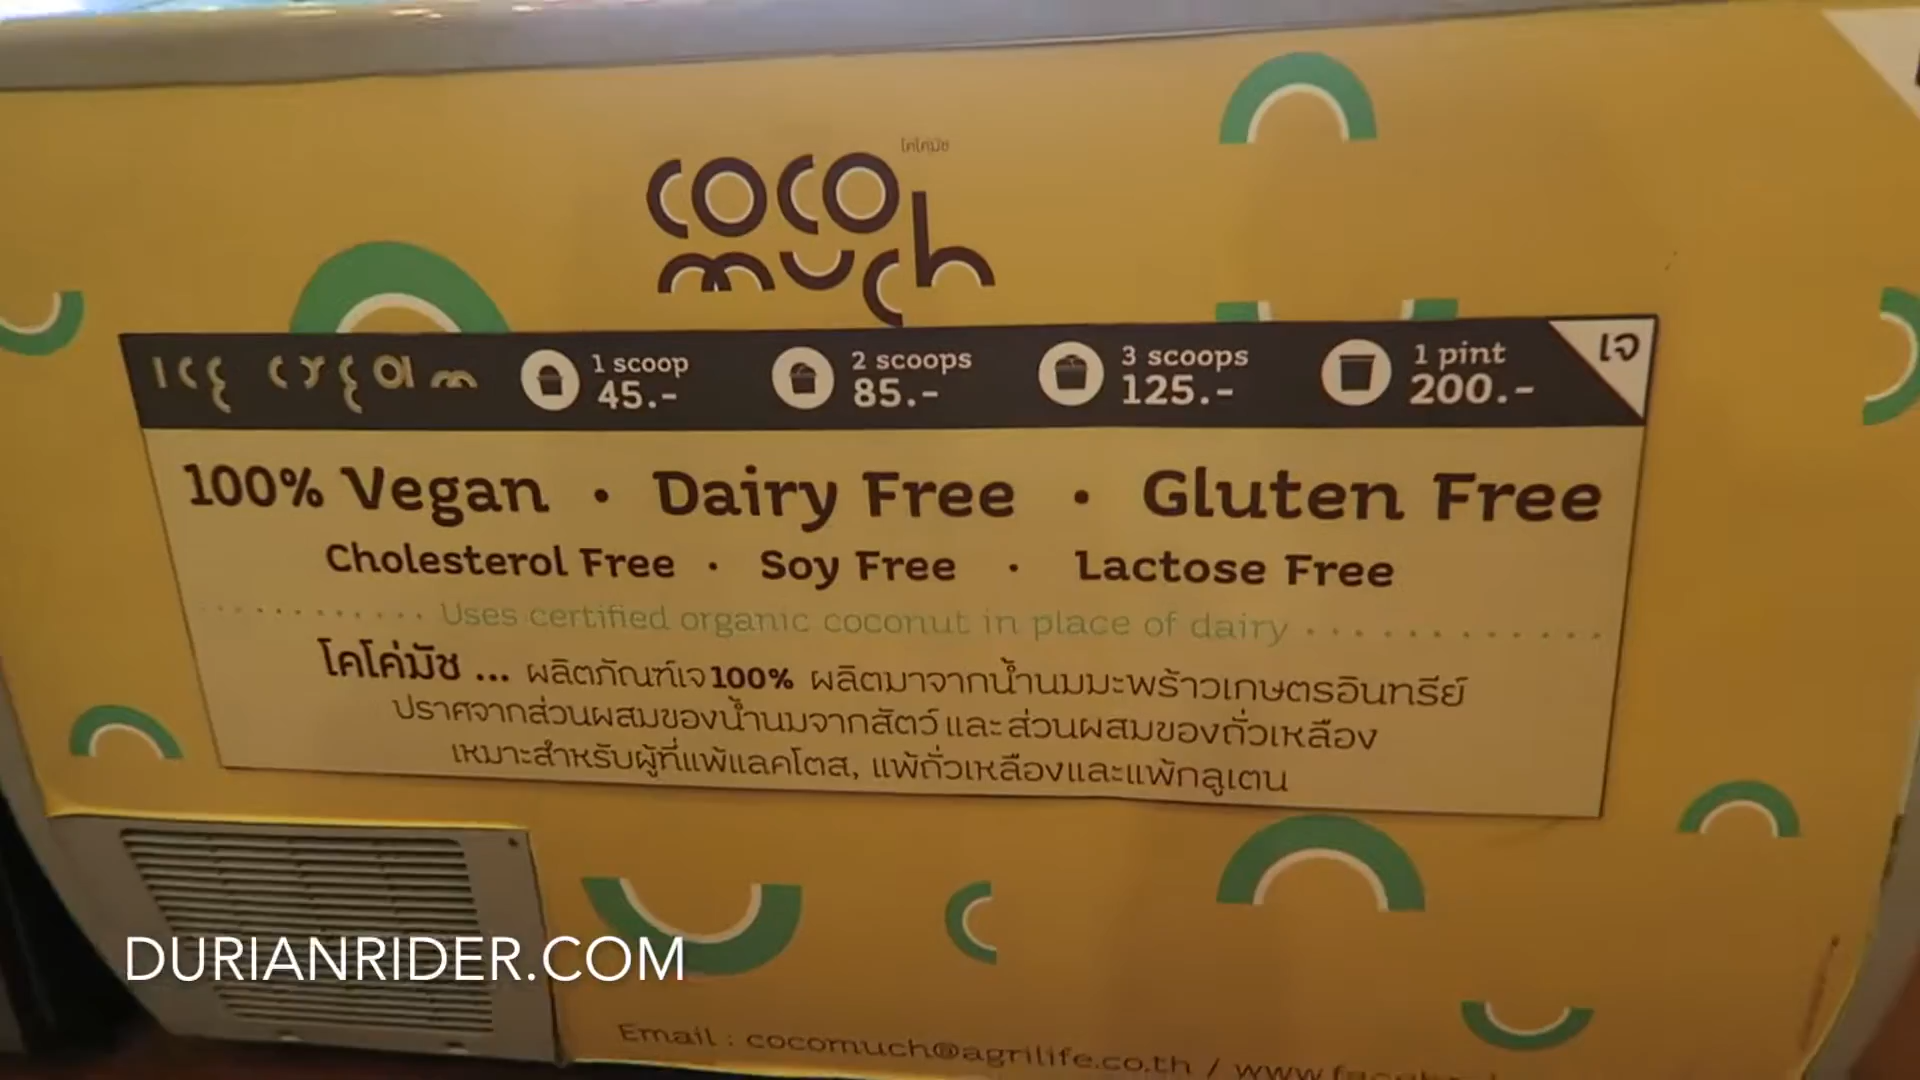 โคโค่มัช
coco
much
Ice cream 1 scoop 45.- 2 scoops 85.- 3 scoops 125.- 1 pint 200.- เจ
100% Vegan · Dairy Free · Gluten Free
Cholesterol Free · Soy Free · Lactose Free
Uses certified organic coconut in place of dairy
โคโค่มัช ... ผลิตภัณฑ์เจ100% ผลิตมาจากน้ำนมมะพร้าวเกษตรอินทรีย์
ปราศจากส่วนผสมของน้ำนมจากสัตว์ และส่วนผสมของถั่วเหลือง
เหมาะสำหรับผู้ที่แพ้แลคโตส, แพ้ถั่วเหลืองและแพ้กลูเตน
DURIANRIDER.COM
Email : cocomuch@agrilife.co.th /